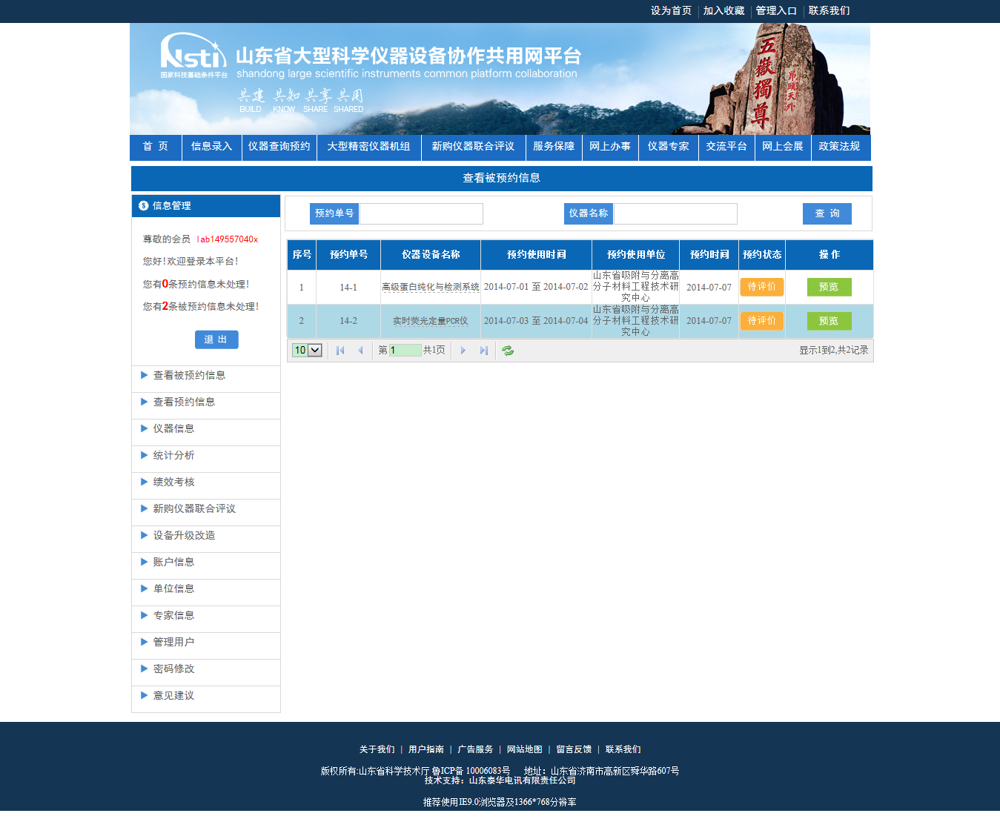 设为首页 加入收藏 管理入口 联系我们
Nsti
国家科技基础条件平台
山东省大型科学仪器设备协作共用网平台
shandong large scientific instruments common platform collaboration
共建 共知 共享 共用
BUILD KNOW SHARE SHARED
五嶽獨尊
昂頭天外
首 页 信息录入 仪器查询预约 大型精密仪器机组 新购仪器联合评议 服务保障 网上办事 仪器专家 交流平台 网上会展 政策法规
查看被预约信息
信息管理
尊敬的会员 lab149557040x
您好!欢迎登录本平台!
您有0条预约信息未处理!
您有2条被预约信息未处理!
退 出
查看被预约信息
查看预约信息
仪器信息
统计分析
绩效考核
新购仪器联合评议
设备升级改造
账户信息
单位信息
专家信息
管理用户
密码修改
意见建议
预约单号 仪器名称 查 询
序号 预约单号 仪器设备名称 预约使用时间 预约使用单位 预约时间 预约状态 操 作
1 14-1 高级蛋白纯化与检测系统 2014-07-01 至 2014-07-02 山东省吸附与分离高
分子材料工程技术研
究中心 2014-07-07 待评价 预览
2 14-2 实时荧光定量PCR仪 2014-07-03 至 2014-07-04 山东省吸附与分离高
分子材料工程技术研
究中心 2014-07-07 待评价 预览
10 第 1 共1页 显示1到2,共2记录
关于我们 | 用户指南 | 广告服务 | 网站地图 | 留言反馈 | 联系我们
版权所有:山东省科学技术厅 鲁ICP备 10006083号 地址：山东省济南市高新区舜华路607号
技术支持：山东泰华电讯有限责任公司
推荐使用IE9.0浏览器及1366*768分辨率